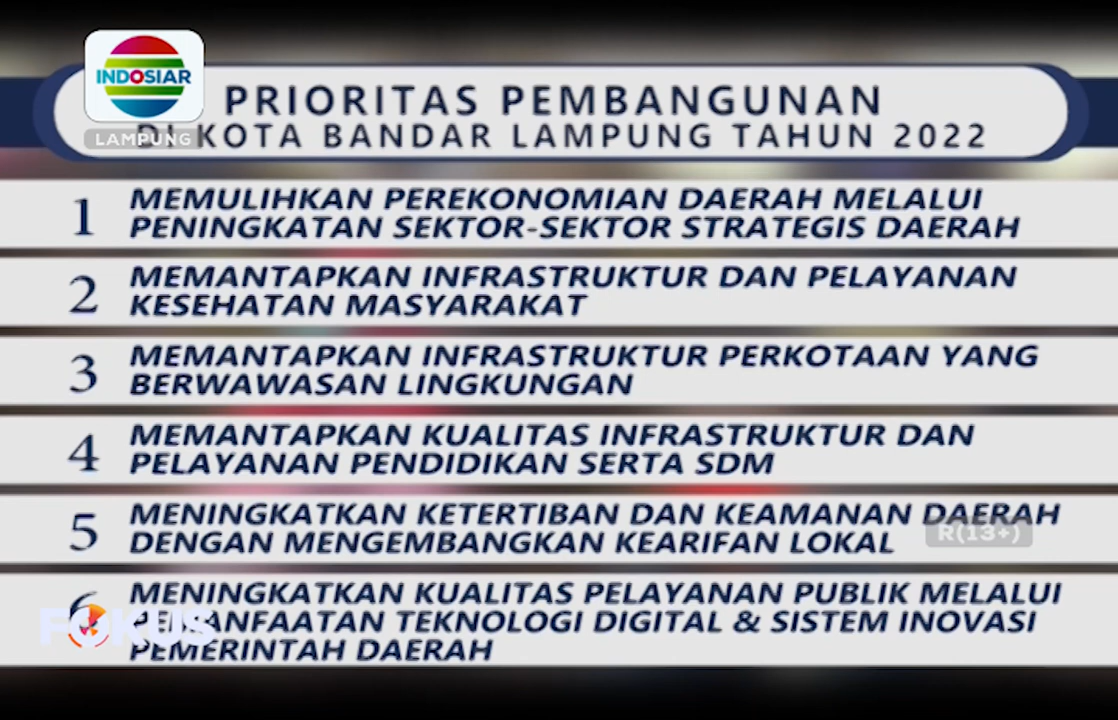 INDOSIAR
LAMPUNG
PRIORITAS PEMBANGUNAN
DI KOTA BANDAR LAMPUNG TAHUN 2022
1
MEMULIHKAN PEREKONOMIAN DAERAH MELALUI
PENINGKATAN SEKTOR-SEKTOR STRATEGIS DAERAH
2
MEMANTAPKAN INFRASTRUKTUR DAN PELAYANAN
KESEHATAN MASYARAKAT
3
MEMANTAPKAN INFRASTRUKTUR PERKOTAAN YANG
BERWAWASAN LINGKUNGAN
4
MEMANTAPKAN KUALITAS INFRASTRUKTUR DAN
PELAYANAN PENDIDIKAN SERTA SDM
5
MENINGKATKAN KETERTIBAN DAN KEAMANAN DAERAH
DENGAN MENGEMBANGKAN KEARIFAN LOKAL
R(13+)
6
MENINGKATKAN KUALITAS PELAYANAN PUBLIK MELALUI
PEMANFAATAN TEKNOLOGI DIGITAL & SISTEM INOVASI
PEMERINTAH DAERAH
FOKUS